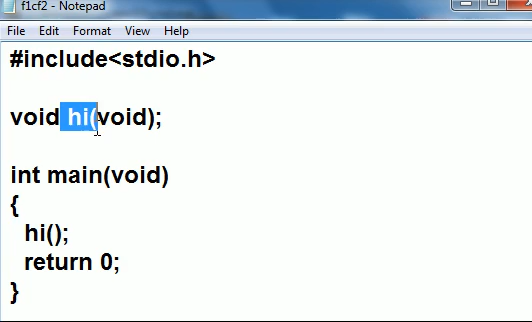 f1cf2 - Notepad
File Edit Format View Help
#include<stdio.h>
void hi(void);
int main(void)
{
hi();
return 0;
}